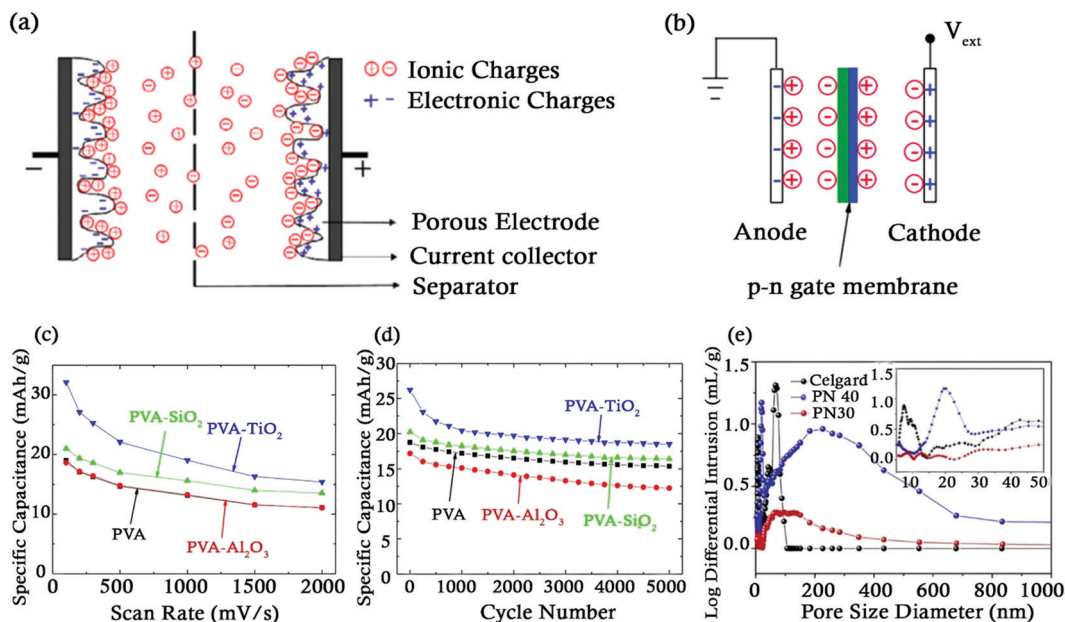 (a)
Ionic Charges
Electronic Charges
Porous Electrode
Current collector
Separator
(b)
V_ext
Anode
Cathode
p-n gate membrane
(c)
Specific Capacitance (mAh/g)
30
20
10
0
PVA-SiO₂
PVA-TiO₂
PVA
PVA-Al₂O₃
0 500 1000 1500 2000
Scan Rate (mV/s)
(d)
Specific Capacitance (mAh/g)
30
25
20
15
10
5
0
PVA-TiO₂
PVA
PVA-Al₂O₃
PVA-SiO₂
0 1000 2000 3000 4000 5000
Cycle Number
(e)
Log Differential Intrusion (mL/g)
1.5
1.0
0.5
0.0
Celgard
PN 40
PN30
1.5
1.0
0.5
0.0
10 20 30 40 50
0 200 400 600 800 1000
Pore Size Diameter (nm)